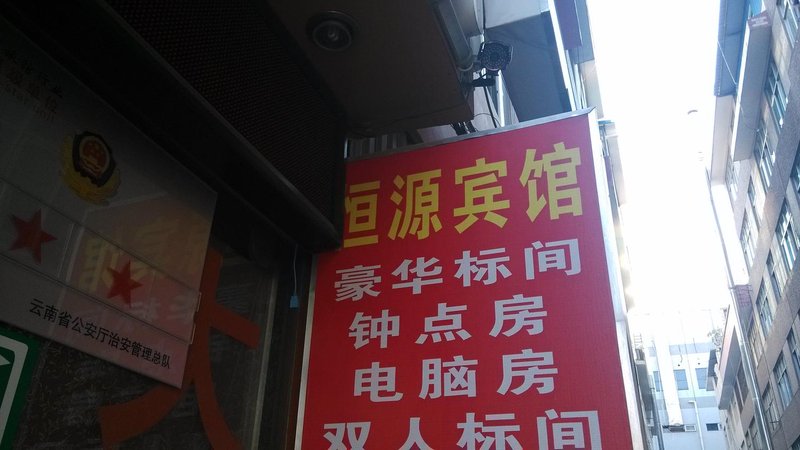 恒源宾馆
豪华标间
钟点房
电脑房
双人标间
云南省公安厅治安管理总队